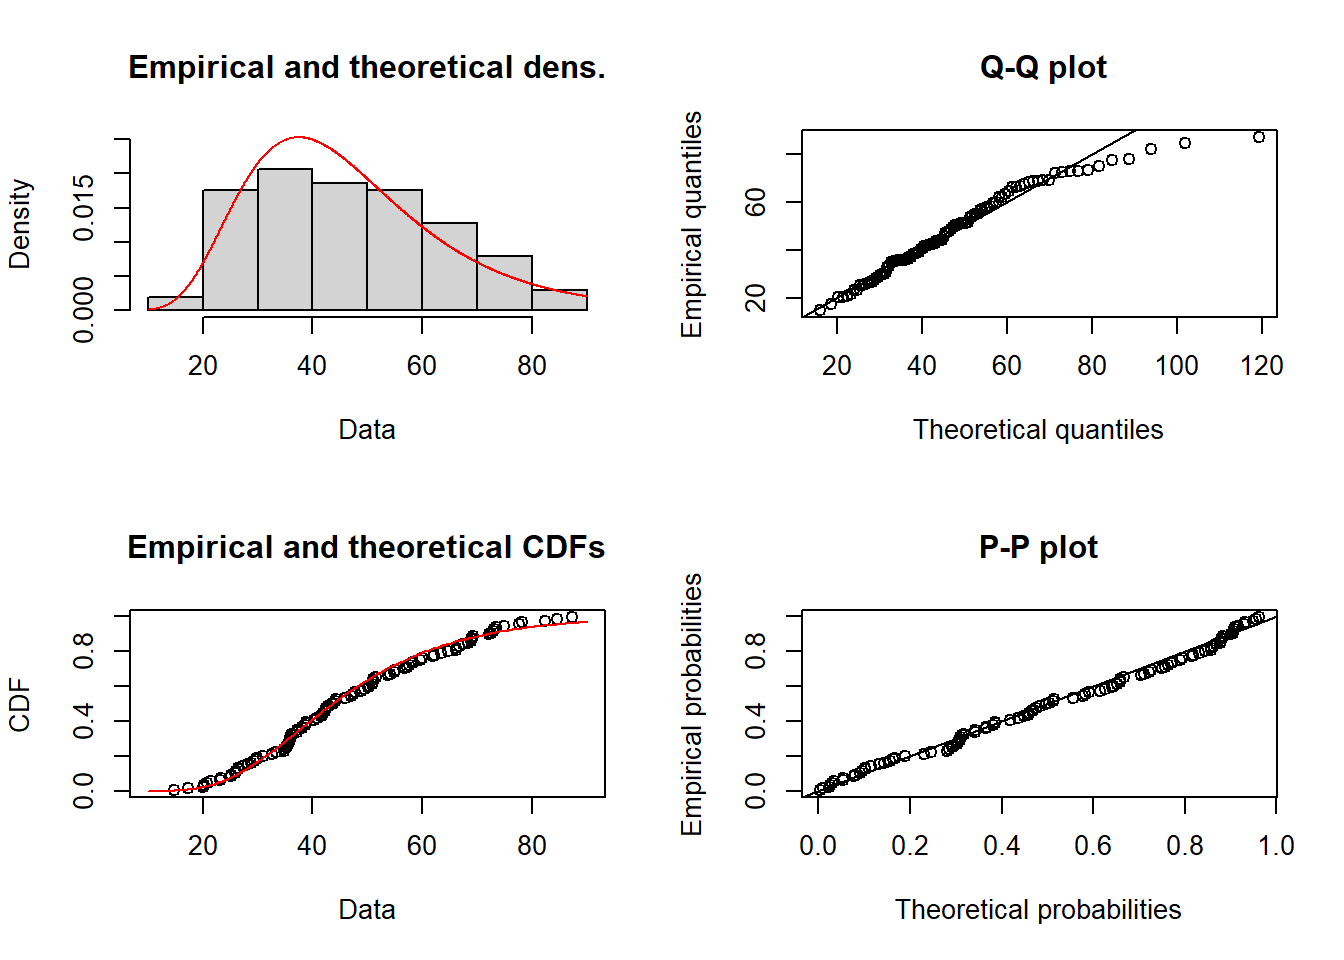 Empirical and theoretical dens.
Density
0.000 0.015
20 40 60 80
Data
Q-Q plot
Empirical quantiles
20 60
20 40 60 80 100 120
Theoretical quantiles
Empirical and theoretical CDFs
CDF
0.0 0.4 0.8
20 40 60 80
Data
P-P plot
Empirical probabilities
0.0 0.4 0.8
0.0 0.2 0.4 0.6 0.8 1.0
Theoretical probabilities